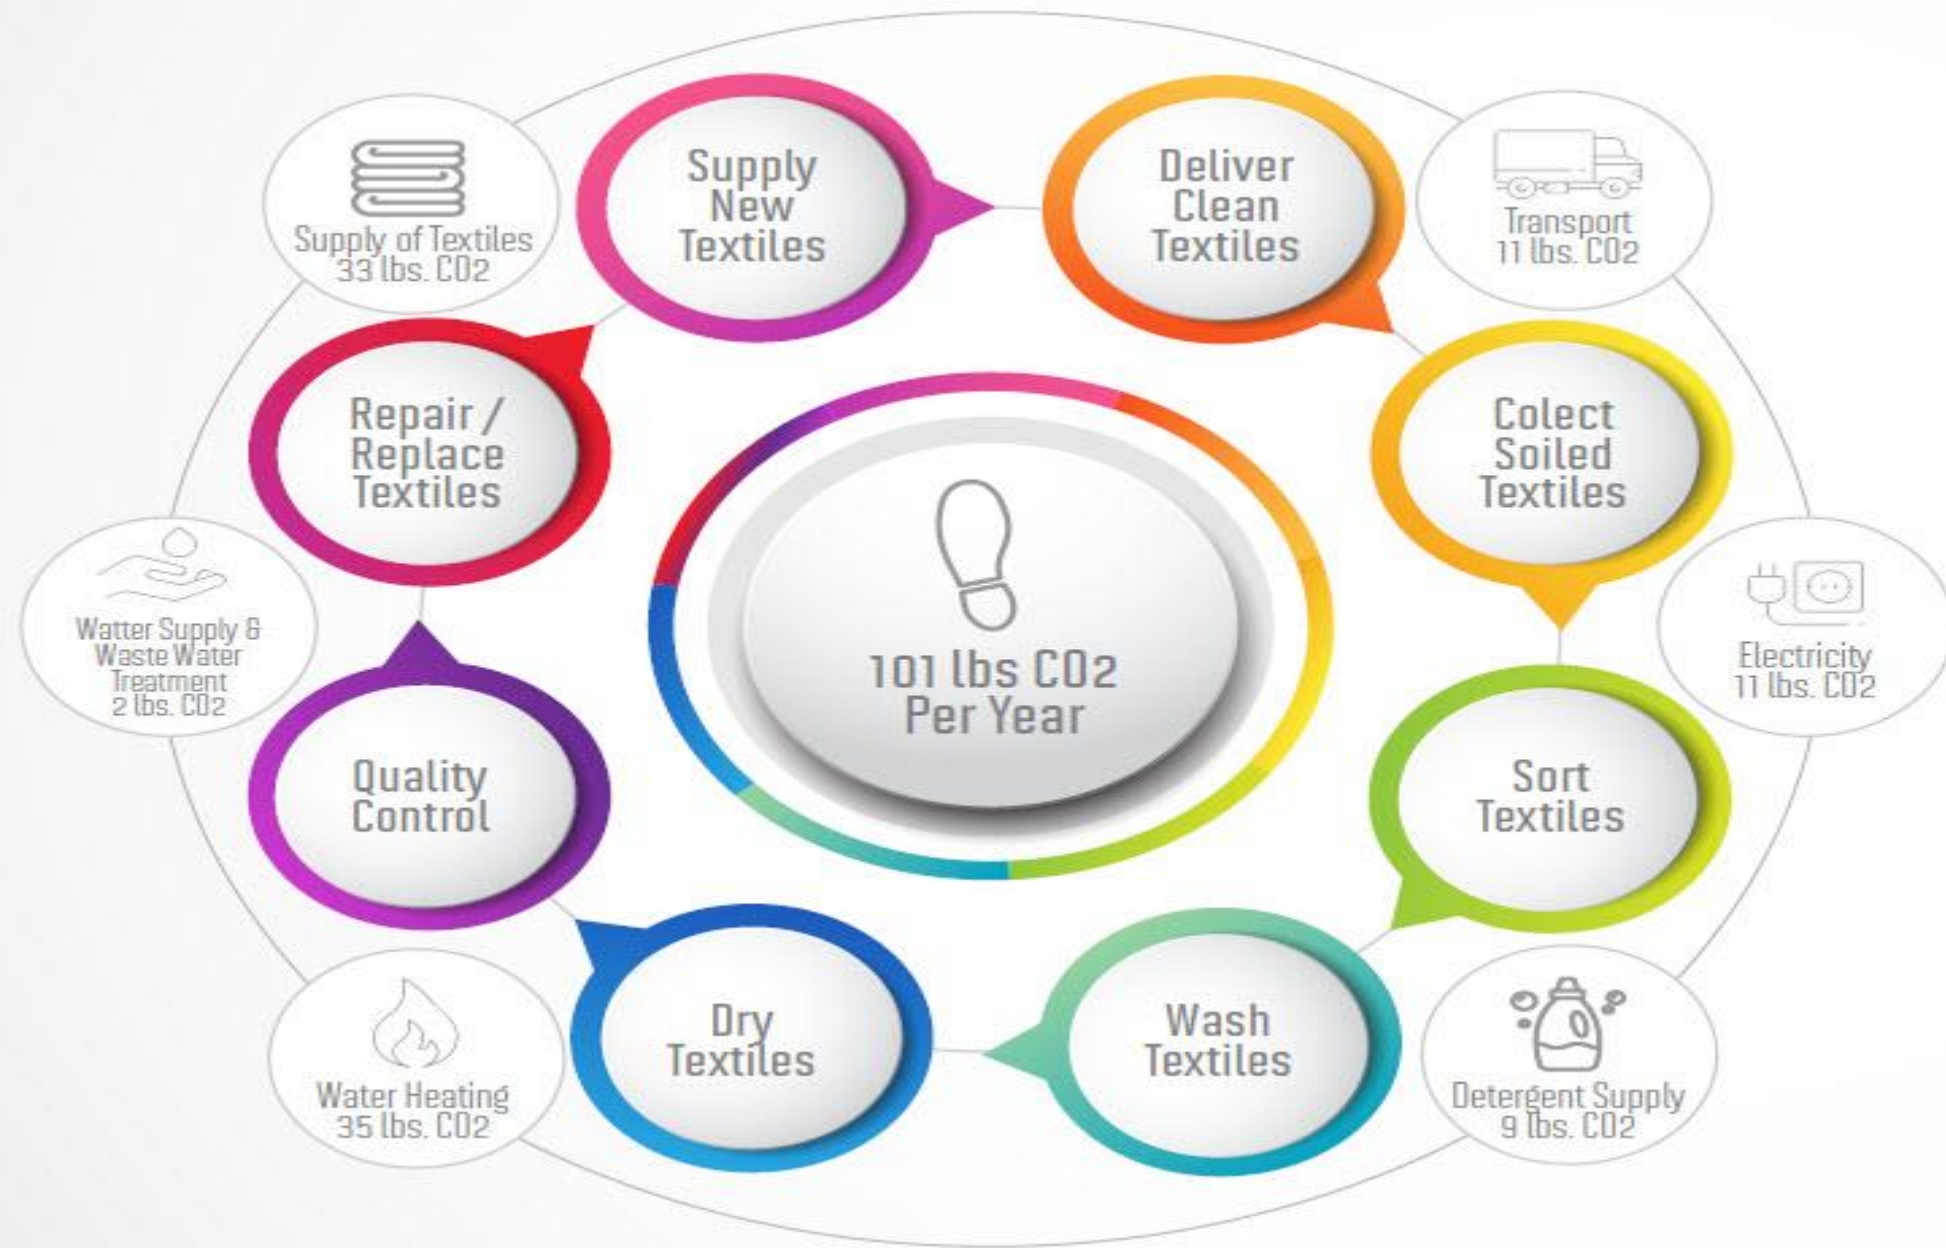 Supply
New
Textiles
Deliver
Clean
Textiles
Transport
11 lbs. CO2
Supply of Textiles
33 lbs. CO2
Repair /
Replace
Textiles
Colect
Soiled
Textiles
101 lbs CO2
Per Year
Watter Supply &
Waste Water
Treatment
2 lbs. CO2
Electricity
11 lbs. CO2
Quality
Control
Sort
Textiles
Dry
Textiles
Wash
Textiles
Water Heating
35 lbs. CO2
Detergent Supply
9 lbs. CO2